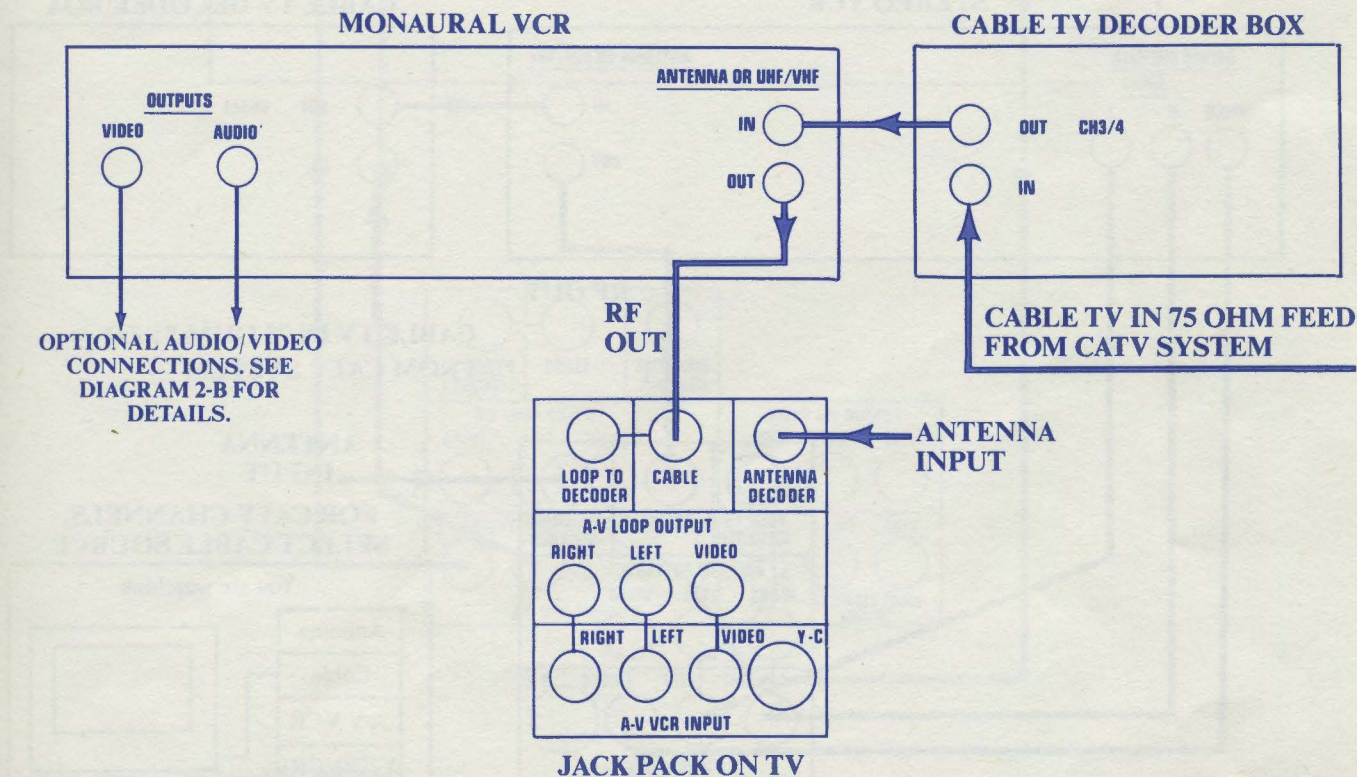 MONAURAL VCR
CABLE TV DECODER BOX
OUTPUTS
VIDEO
AUDIO
ANTENNA OR UHF/VHF
IN
OUT
OUT CH3/4
IN
OPTIONAL AUDIO/VIDEO
CONNECTIONS. SEE
DIAGRAM 2-B FOR
DETAILS.
RF
OUT
CABLE TV IN 75 OHM FEED
FROM CATV SYSTEM
LOOP TO
DECODER
CABLE
ANTENNA
DECODER
ANTENNA
INPUT
A-V LOOP OUTPUT
RIGHT LEFT VIDEO
RIGHT LEFT VIDEO Y-C
A-V VCR INPUT
JACK PACK ON TV